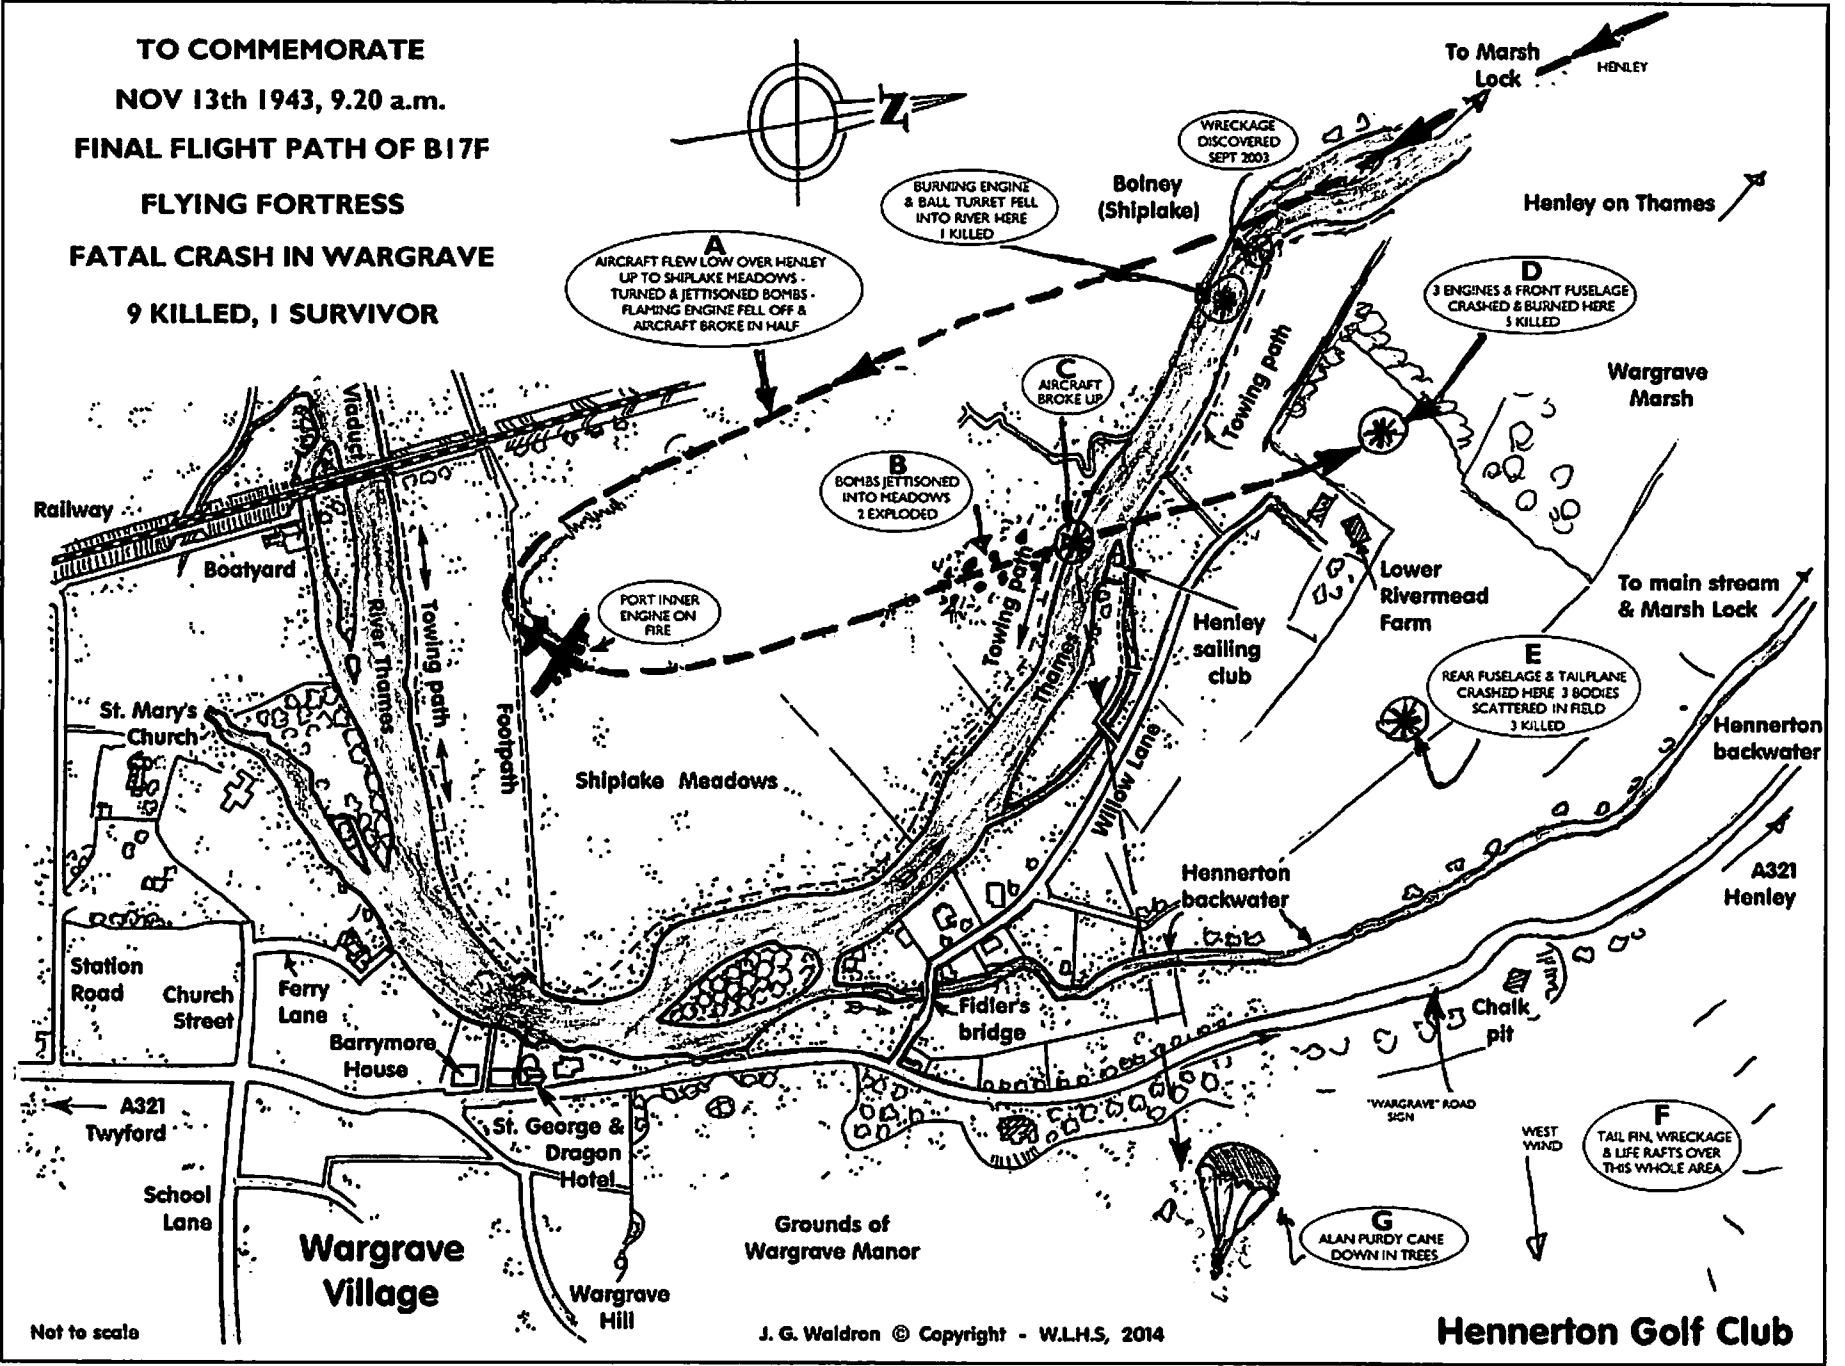 TO COMMEMORATE
NOV 13th 1943, 9.20 a.m.
FINAL FLIGHT PATH OF B17F
FLYING FORTRESS
FATAL CRASH IN WARGRAVE
9 KILLED, 1 SURVIVOR
N
To Marsh
Lock
HENLEY
WRECKAGE
DISCOVERED
SEPT 2003
Bolney
(Shiplake)
Henley on Thames
BURNING ENGINE
& BALL TURRET FELL
INTO RIVER HERE
1 KILLED
A
AIRCRAFT FLEW LOW OVER HENLEY
UP TO SHIPLAKE MEADOWS -
TURNED & JETTISONED BOMBS -
FLAMING ENGINE FELL OFF &
AIRCRAFT BROKE IN HALF
D
3 ENGINES & FRONT FUSELAGE
CRASHED & BURNED HERE
5 KILLED
Towing path
C
AIRCRAFT
BROKE UP
Wargrave
Marsh
Viaduct
B
BOMBS JETTISONED
INTO MEADOWS
2 EXPLODED
Railway
Boatyard
River Thames
Towing path
Footpath
PORT INNER
ENGINE ON
FIRE
Towing path
Thames
Henley
sailing
club
Lower
Rivermead
Farm
To main stream
& Marsh Lock
E
REAR FUSELAGE & TAILPLANE
CRASHED HERE 3 BODIES
SCATTERED IN FIELD
3 KILLED
St. Mary's
Church
Shiplake Meadows
Willow Lane
Hennerton
backwater
Hennerton
backwater
A321
Henley
Station
Road
Church
Street
Ferry
Lane
Barrymore
House
Fidler's
bridge
Chalk
pit
"WARGRAVE" ROAD
SIGN
A321
Twyford
St. George &
Dragon
Hotel
WEST
WIND
F
TAIL FIN, WRECKAGE
& LIFE RAFTS OVER
THIS WHOLE AREA
School
Lane
Wargrave
Village
Wargrave
Hill
Grounds of
Wargrave Manor
G
ALAN PURDY CAME
DOWN IN TREES
Not to scale
J. G. Waldron © Copyright - W.L.H.S, 2014
Hennerton Golf Club